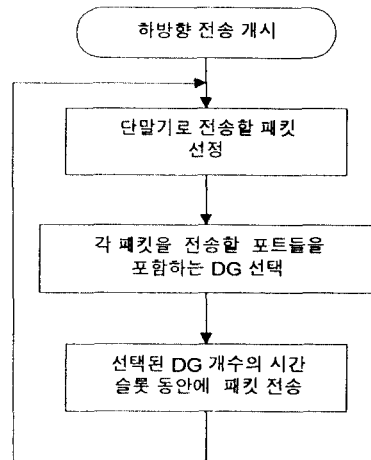 하방향 전송 개시
단말기로 전송할 패킷
선정
각 패킷을 전송할 포트들을
포함하는 DG 선택
선택된 DG 개수의 시간
슬롯 동안에 패킷 전송